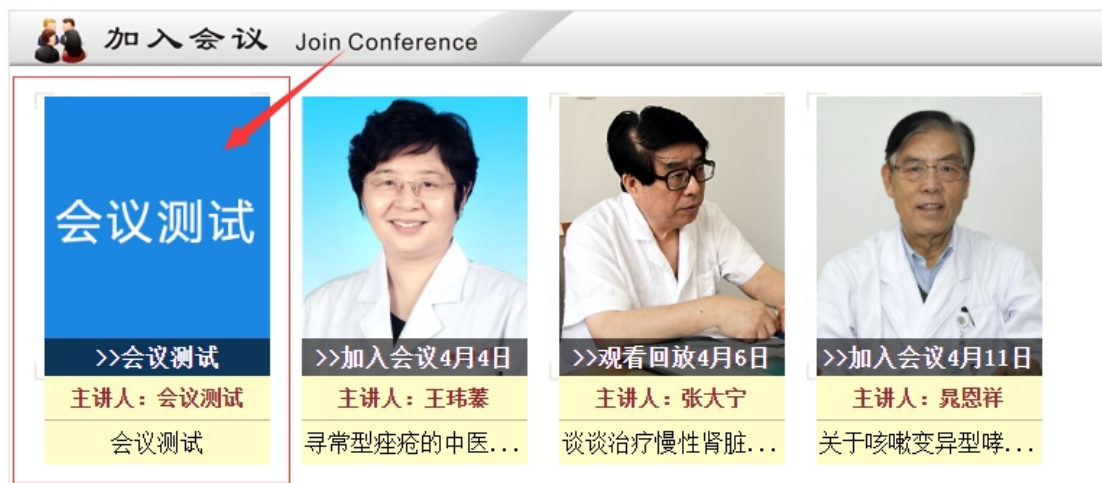 加入会议 Join Conference
会议测试
>>会议测试
主讲人：会议测试
会议测试
>>加入会议4月4日
主讲人：王玮蓁
寻常型痤疮的中医...
>>观看回放4月6日
主讲人：张大宁
谈谈治疗慢性肾脏...
>>加入会议4月11日
主讲人：晁恩祥
关于咳嗽变异型哮...